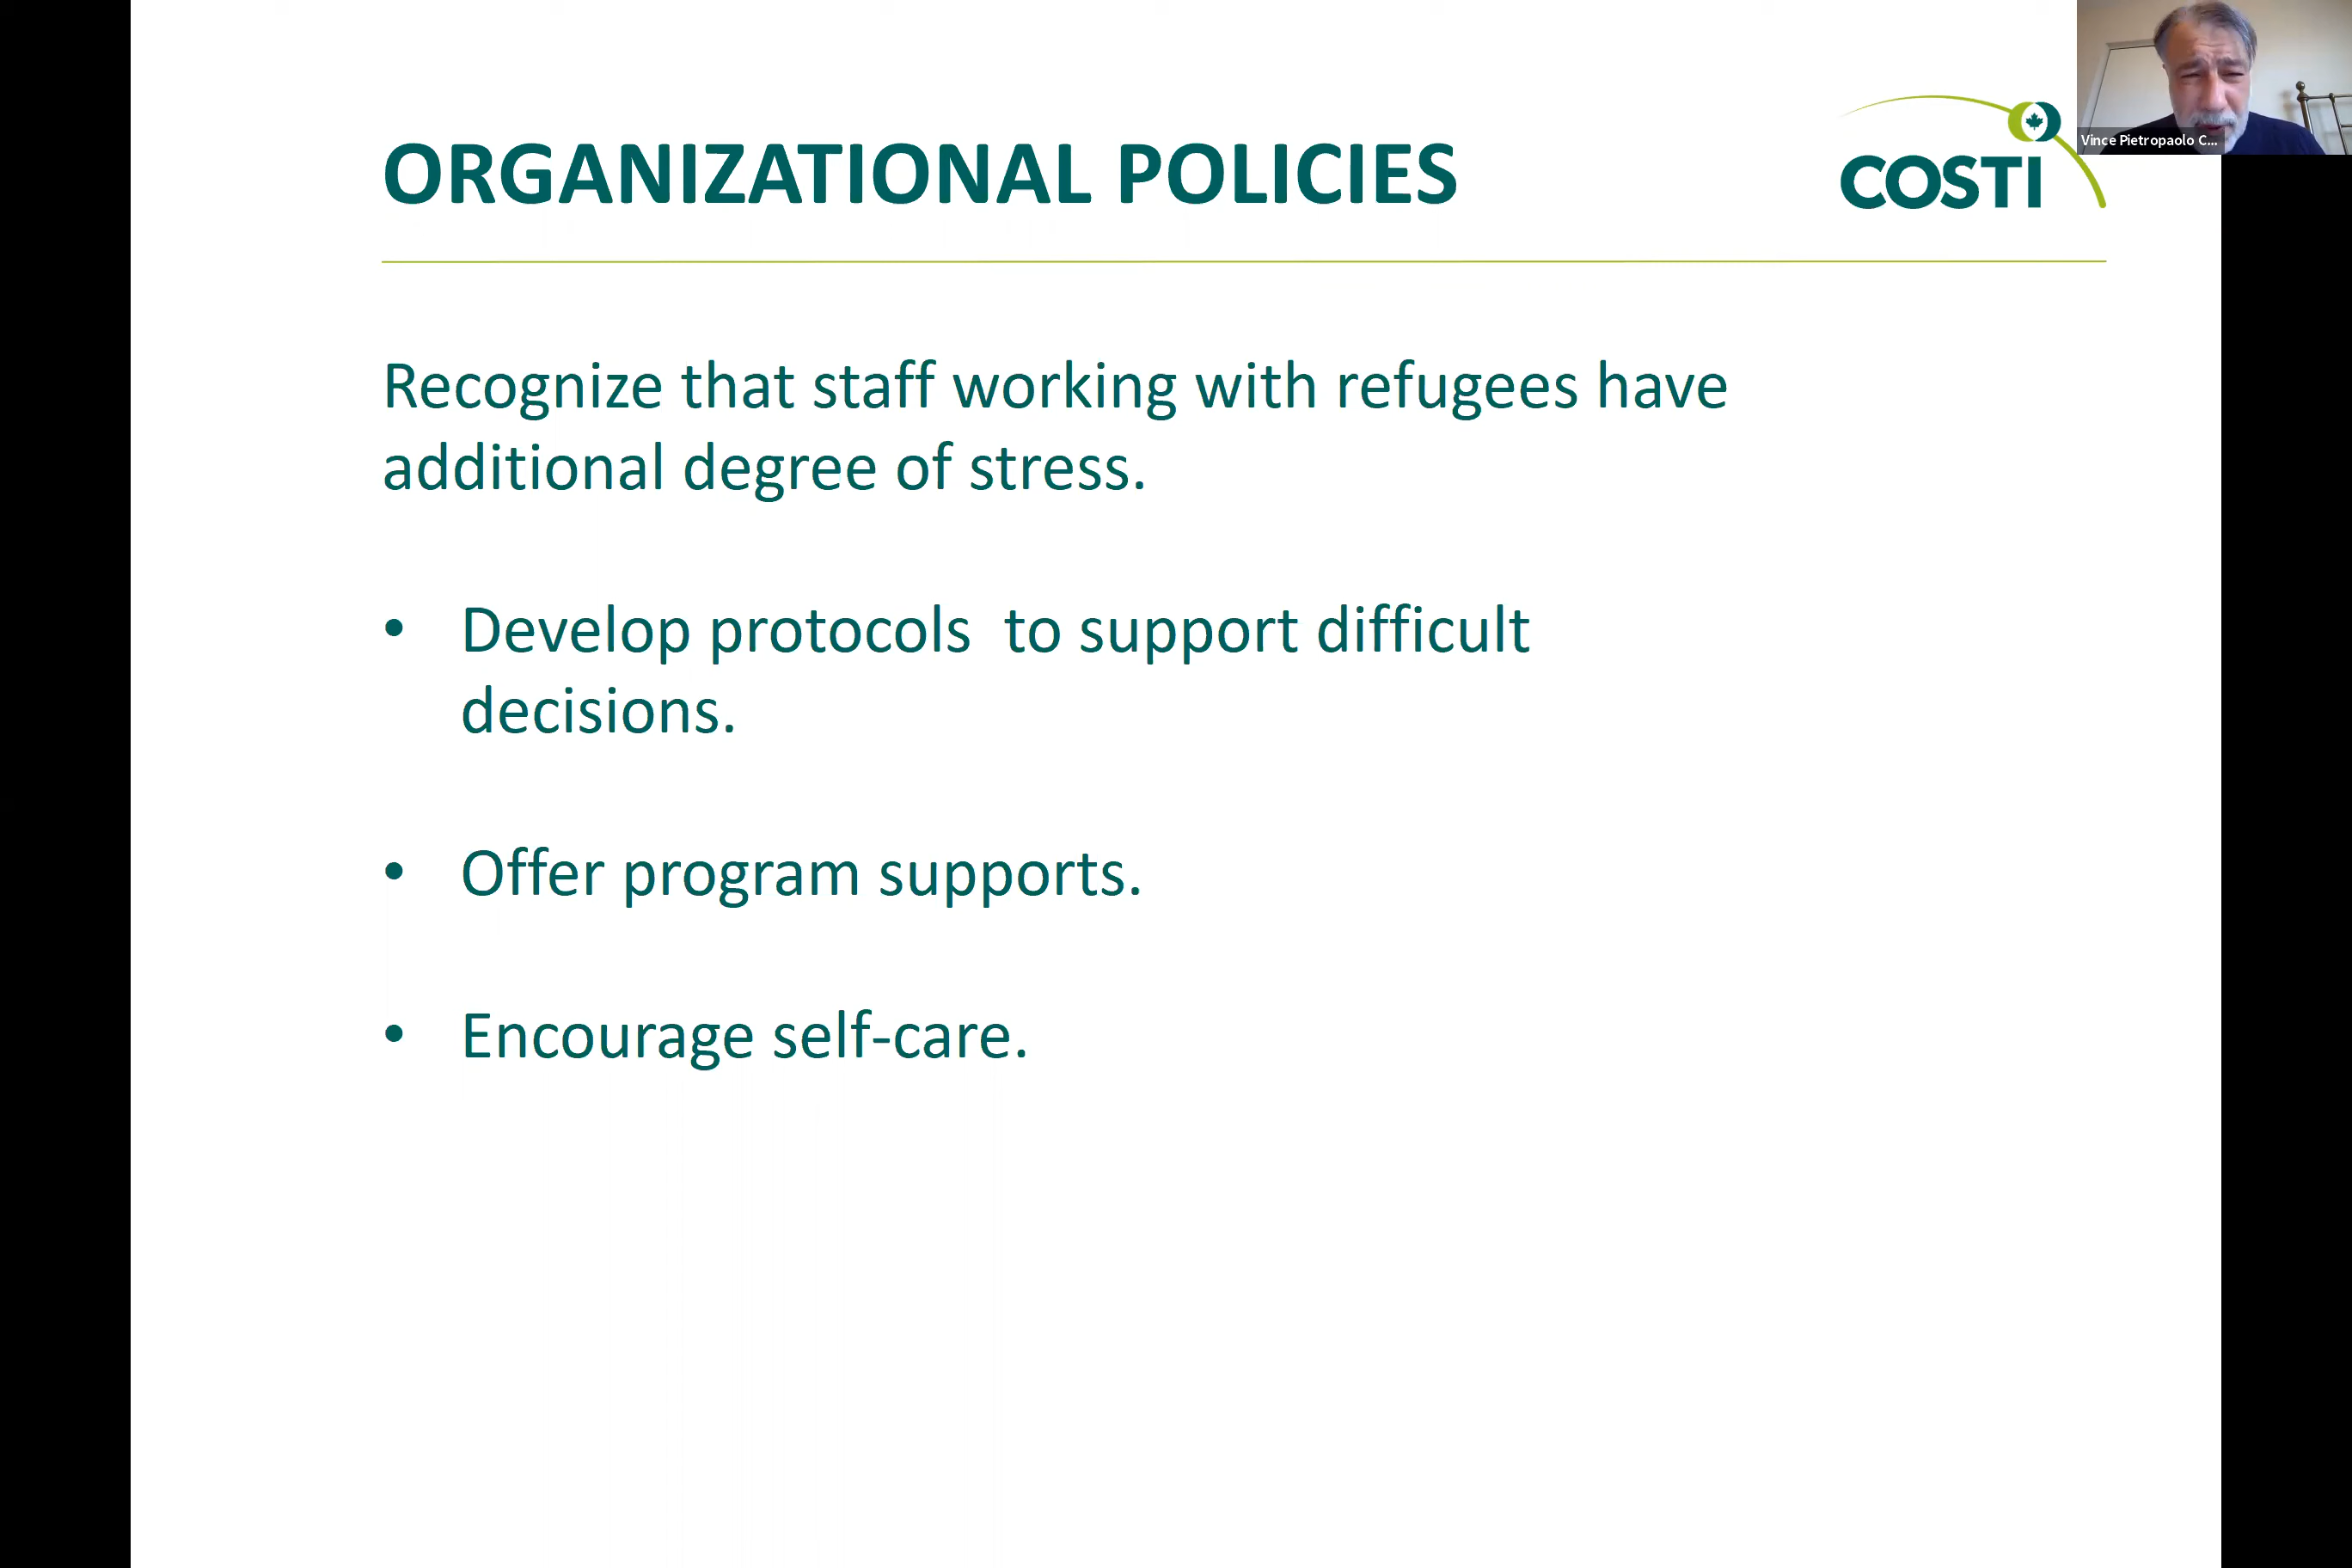 ORGANIZATIONAL POLICIES
COSTI
Vince Pietropaolo C...
Recognize that staff working with refugees have
additional degree of stress.
• Develop protocols  to support difficult
decisions.
• Offer program supports.
• Encourage self-care.